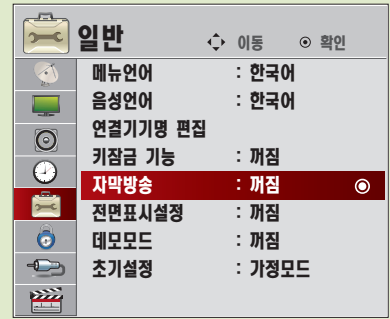 일반 이동 확인
메뉴언어 : 한국어
음성언어 : 한국어
연결기기명 편집
키잠금 기능 : 꺼짐
자막방송 : 꺼짐
전면표시설정 : 꺼짐
데모모드 : 꺼짐
초기설정 : 가정모드